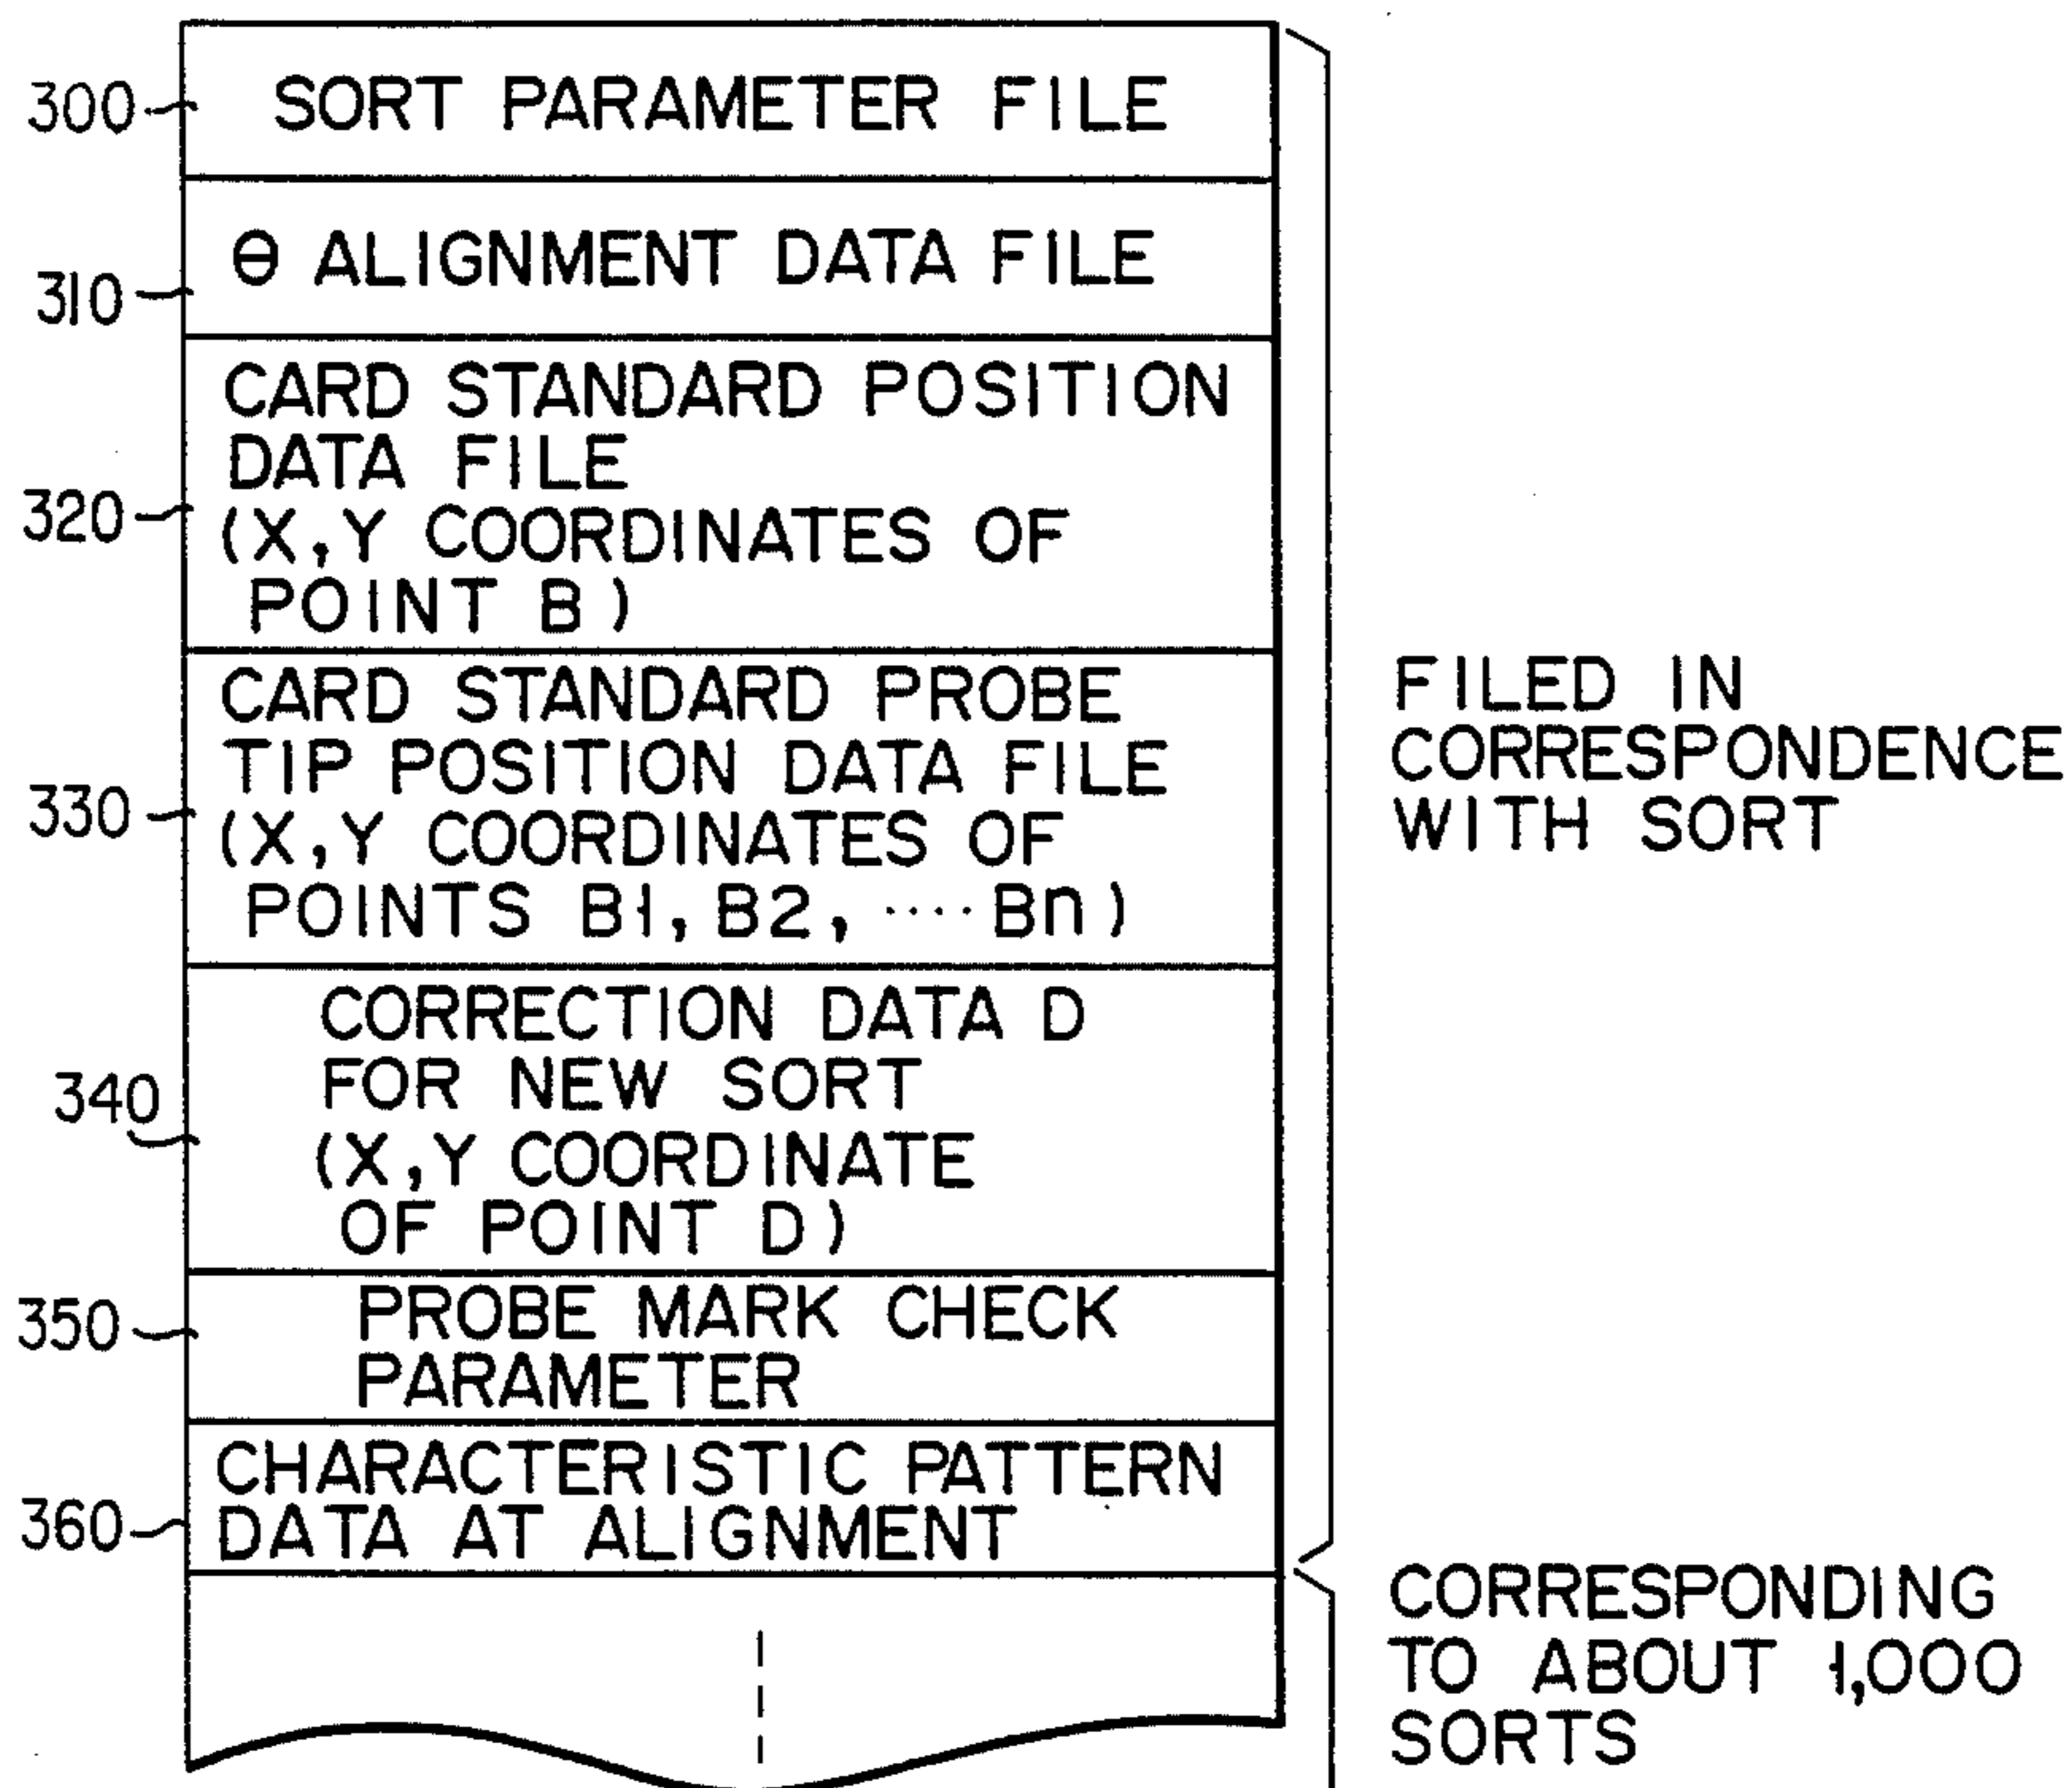 300
SORT PARAMETER FILE
310
Θ ALIGNMENT DATA FILE
320
CARD STANDARD POSITION
DATA FILE
(X,Y COORDINATES OF
POINT B)
330
CARD STANDARD PROBE
TIP POSITION DATA FILE
(X,Y COORDINATES OF
POINTS B1, B2, ····Bn)
340
CORRECTION DATA D
FOR NEW SORT
(X,Y COORDINATE
OF POINT D)
350
PROBE MARK CHECK
PARAMETER
360
CHARACTERISTIC PATTERN
DATA AT ALIGNMENT
FILED IN
CORRESPONDENCE
WITH SORT
CORRESPONDING
TO ABOUT 1,000
SORTS